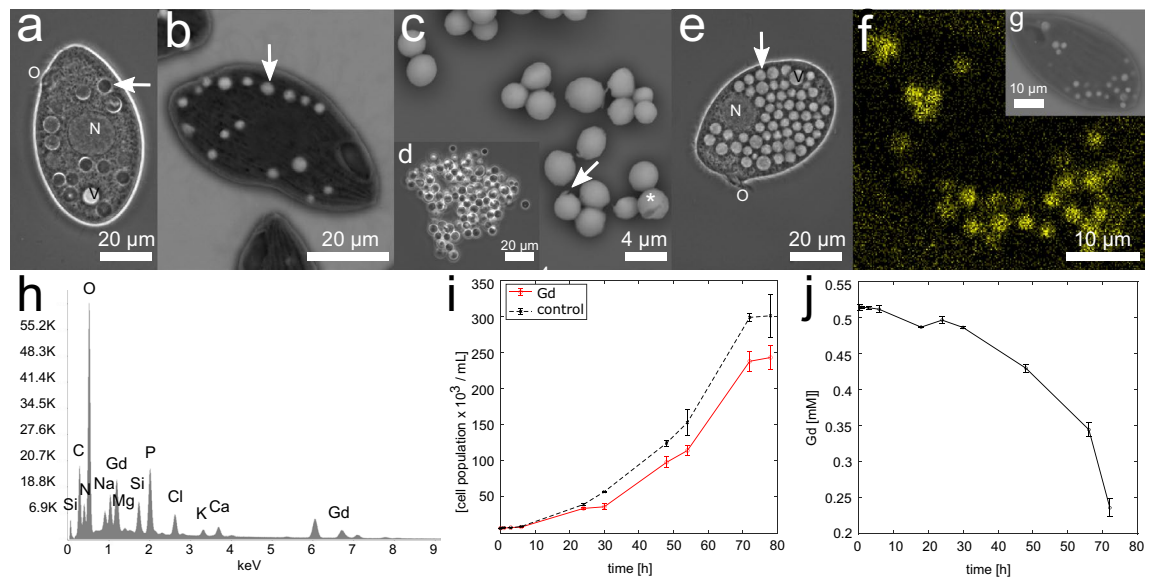 a
O
N
V
20 µm
b
20 µm
c
d
20 µm
*
4 µm
e
V
N
O
20 µm
f
10 µm
g
10 µm
h
55.2K
48.3K
41.4K
34.5K
27.6K
20.7K
18.8K
6.9K
O
C
N
Si
Na
Gd
Mg
Si
P
Cl
K
Ca
Gd
0 1 2 3 4 5 6 7 8 9
keV
i
Gd
control
350
300
250
200
150
100
50
[cell population x 10³ / mL]
0 10 20 30 40 50 60 70 80
time [h]
j
0.55
0.5
0.45
0.4
0.35
0.3
0.25
0.2
Gd [mM]]
0 10 20 30 40 50 60 70 80
time [h]